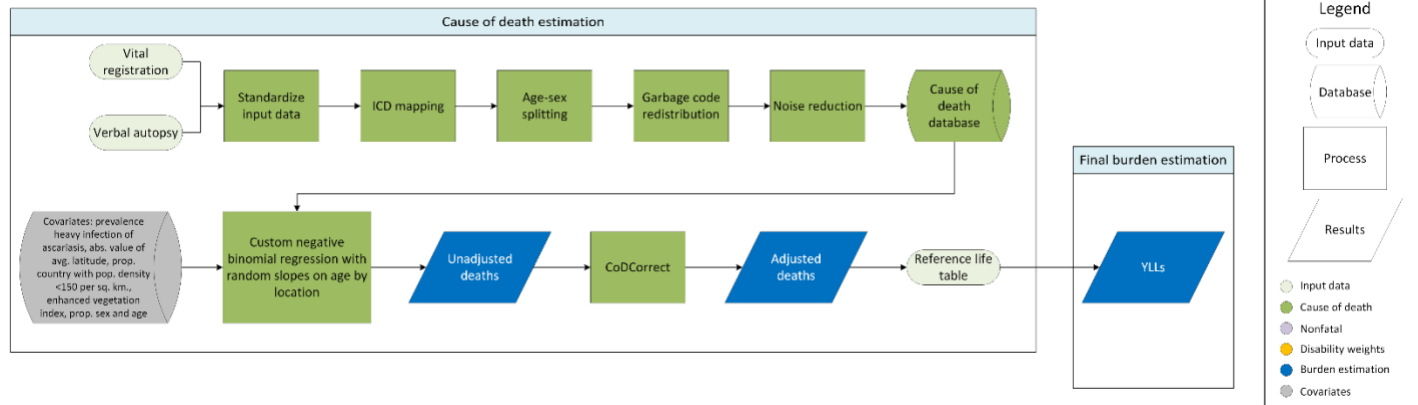 Cause of death estimation
Vital
registration
Verbal autopsy
Standardize
input data
ICD mapping
Age-sex
splitting
Garbage code
redistribution
Noise reduction
Cause of
death
database
Covariates: prevalence
heavy infection of
ascariasis, abs. value of
avg. latitude, prop.
country with pop. density
<150 per sq. km.,
enhanced vegetation
index, prop. sex and age
Custom negative
binomial regression with
random slopes on age by
location
Unadjusted
deaths
CoDCorrect
Adjusted
deaths
Reference life
table
Final burden estimation
YLLs
Legend
Input data
Database
Process
Results
Input data
Cause of death
Nonfatal
Disability weights
Burden estimation
Covariates